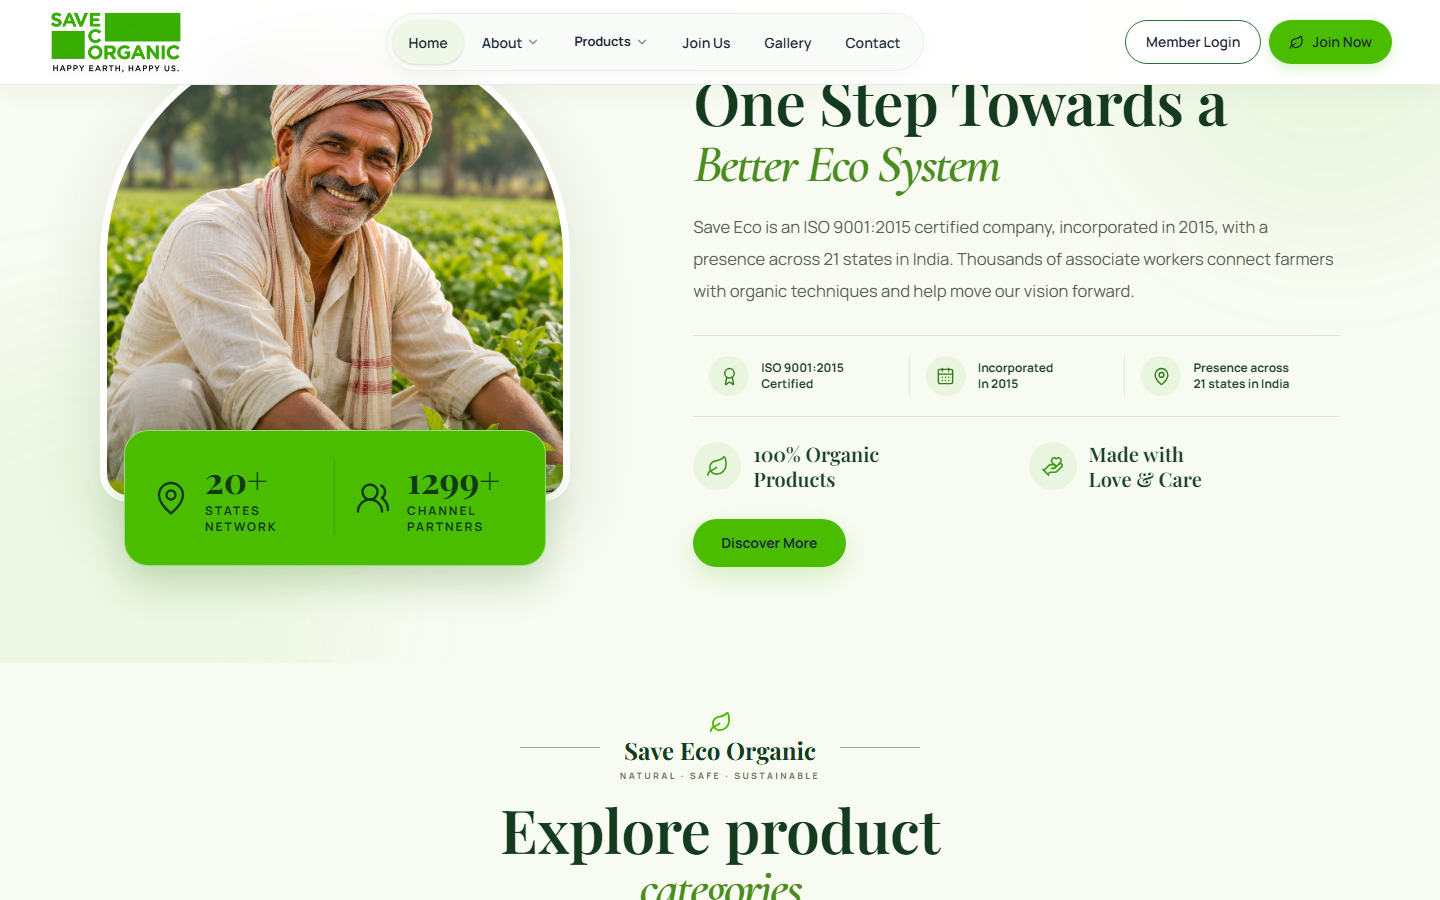 SAVE
ECO
ORGANIC
HAPPY EARTH, HAPPY US.
Home
About
Products
Join Us
Gallery
Contact
Member Login
Join Now
One Step Towards a
Better Eco System
Save Eco is an ISO 9001:2015 certified company, incorporated in 2015, with a
presence across 21 states in India. Thousands of associate workers connect farmers
with organic techniques and help move our vision forward.
ISO 9001:2015
Certified
Incorporated
In 2015
Presence across
21 states in India
100% Organic
Products
Made with
Love & Care
20+
STATES
NETWORK
1299+
CHANNEL
PARTNERS
Discover More
Save Eco Organic
NATURAL · SAFE · SUSTAINABLE
Explore product
categories